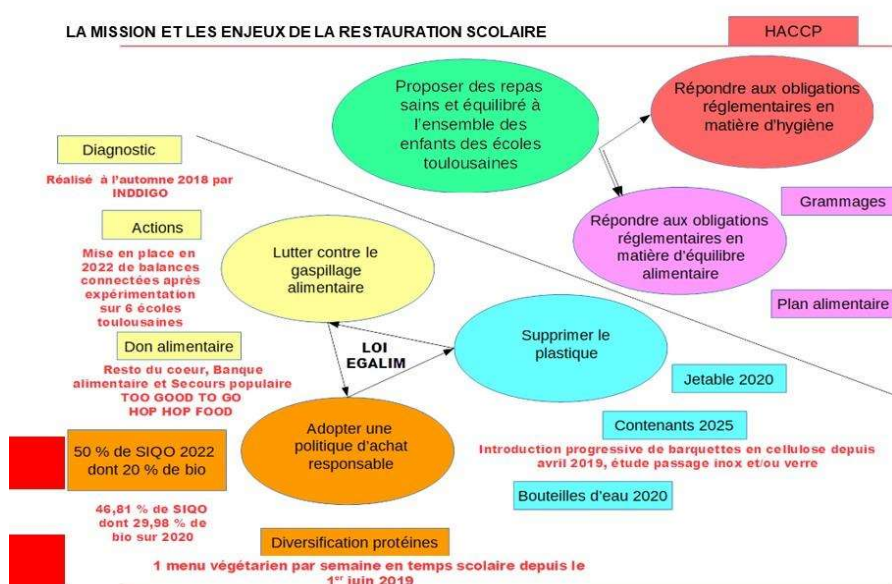 LA MISSION ET LES ENJEUX DE LA RESTAURATION SCOLAIRE
HACCP
Proposer des repas
sains et équilibré à
l'ensemble des
enfants des écoles
toulousaines
Répondre aux obligations
réglementaires en
matière d'hygiène
Diagnostic
Réalisé à l'automne 2018 par
INDDIGO
Grammages
Répondre aux obligations
réglementaires en
matière d'équilibre
alimentaire
Plan alimentaire
Actions
Mise en place en
2022 de balances
connectées après
expérimentation
sur 6 écoles
toulousaines
Lutter contre le
gaspillage
alimentaire
Don alimentaire
Resto du coeur, Banque
alimentaire et Secours populaire
TOO GOOD TO GO
HOP HOP FOOD
LOI
EGALIM
Supprimer le
plastique
Jetable 2020
Contenants 2025
Introduction progressive de barquettes en cellulose depuis
avril 2019, étude passage inox et/ou verre
Bouteilles d'eau 2020
Adopter une
politique d'achat
responsable
50 % de SIQO 2022
dont 20 % de bio
46,81 % de SIQO
dont 29,98 % de
bio sur 2020
Diversification protéines
1 menu végétarien par semaine en temps scolaire depuis le
1er juin 2019